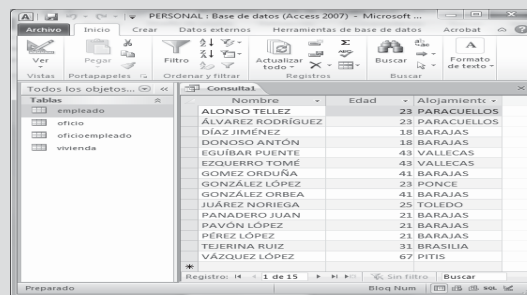 PERSONAL : Base de datos (Access 2007) - Microsoft ...
Archivo Inicio Crear Datos externos Herramientas de base de datos Acrobat
Ver Pegar Filtro Actualizar todo Buscar Formato de texto
Vistas Portapapeles Ordenar y filtrar Registros Buscar
Todos los objetos... Consulta1
Tablas
empleado
oficio
oficioempleado
vivienda
Nombre Edad Alojamiento
ALONSO TELLEZ 23 PARACUELLOS
ÁLVAREZ RODRÍGUEZ 23 PARACUELLOS
DÍAZ JIMÉNEZ 18 BARAJAS
DONOSO ANTÓN 18 BARAJAS
EGUÍBAR PUENTE 43 VALLECAS
EZQUERRO TOMÉ 43 VALLECAS
GOMEZ ORDUÑA 41 BARAJAS
GONZÁLEZ LÓPEZ 23 PONCE
GONZÁLEZ ORBEA 41 BARAJAS
JUÁREZ NORIEGA 25 TOLEDO
PANADERO JUAN 21 BARAJAS
PAVÓN LÓPEZ 21 BARAJAS
PÉREZ LÓPEZ 21 BARAJAS
TEJERINA RUIZ 31 BRASILIA
VÁZQUEZ LÓPEZ 67 PITIS
Registro: 1 de 15 Sin filtro Buscar
Preparado Bloq Num SQL